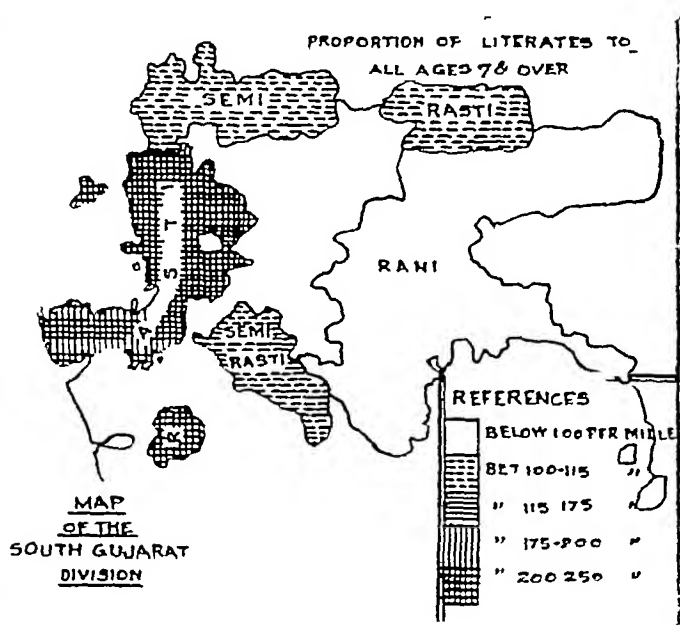 PROPORTION OF LITERATES TO
ALL AGES 7 & OVER
SEMI
RASTI
RASTI
RANI
SEMI
RASTI
R
MAP
OF THE
SOUTH GUJARAT
DIVISION
REFERENCES
BELOW 100 PER MILLE
BET 100-115 "
" 115 175 "
" 175-200 "
" 200 250 "